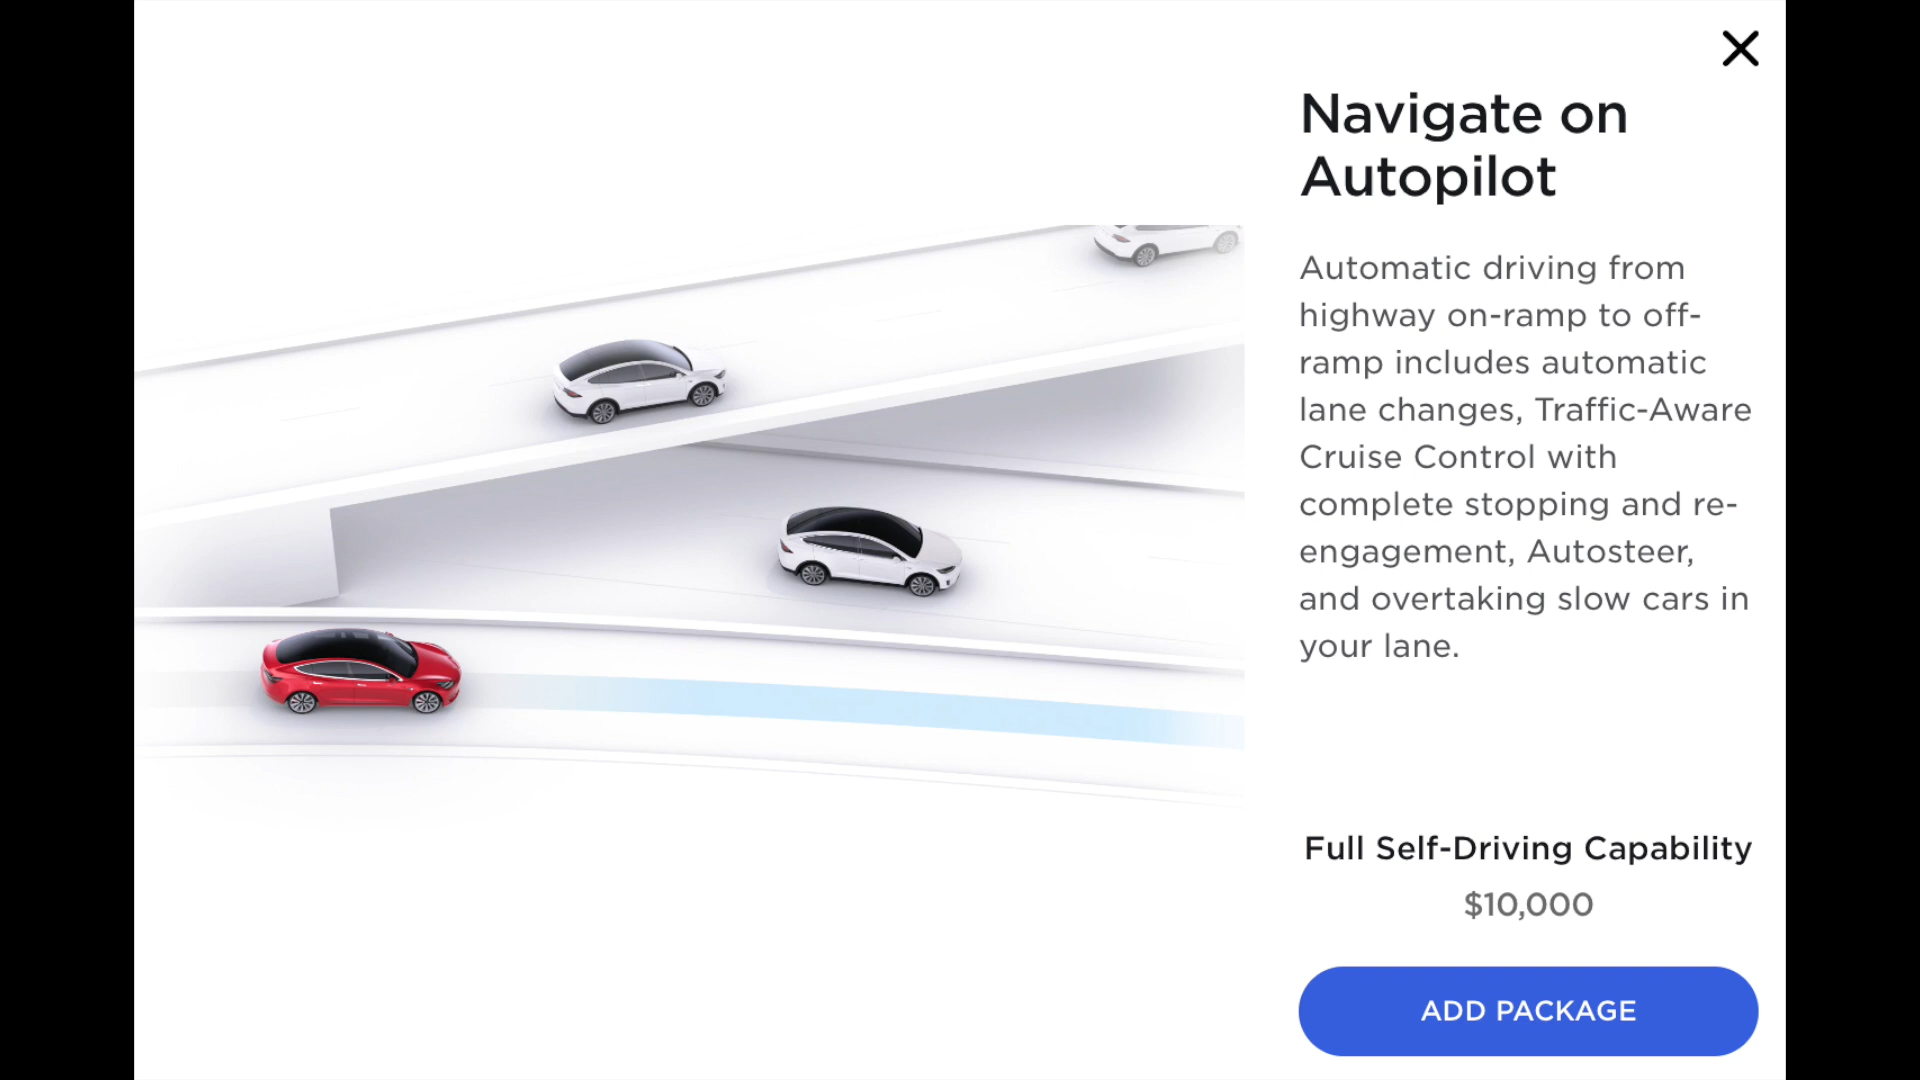 Navigate on
Autopilot
Automatic driving from
highway on-ramp to off-
ramp includes automatic
lane changes, Traffic-Aware
Cruise Control with
complete stopping and re-
engagement, Autosteer,
and overtaking slow cars in
your lane.
Full Self-Driving Capability
$10,000
ADD PACKAGE